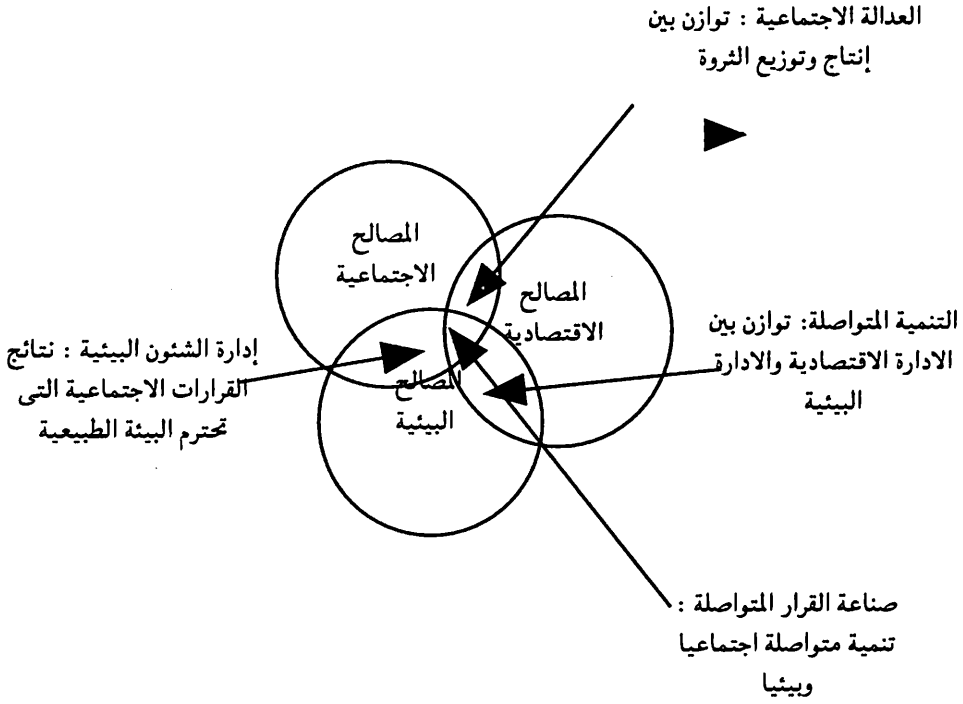 العدالة الاجتماعية : توازن بين
إنتاج وتوزيع الثروة
المصالح
الاجتماعية
المصالح
الاقتصادية
التنمية المتواصلة: توازن بين
الادارة الاقتصادية والادارة
البيئية
إدارة الشئون البيئية : نتائج
القرارات الاجتماعية التى
تحترم البيئة الطبيعية
المصالح
البيئية
صناعة القرار المتواصلة :
تنمية متواصلة اجتماعيا
وبيئيا